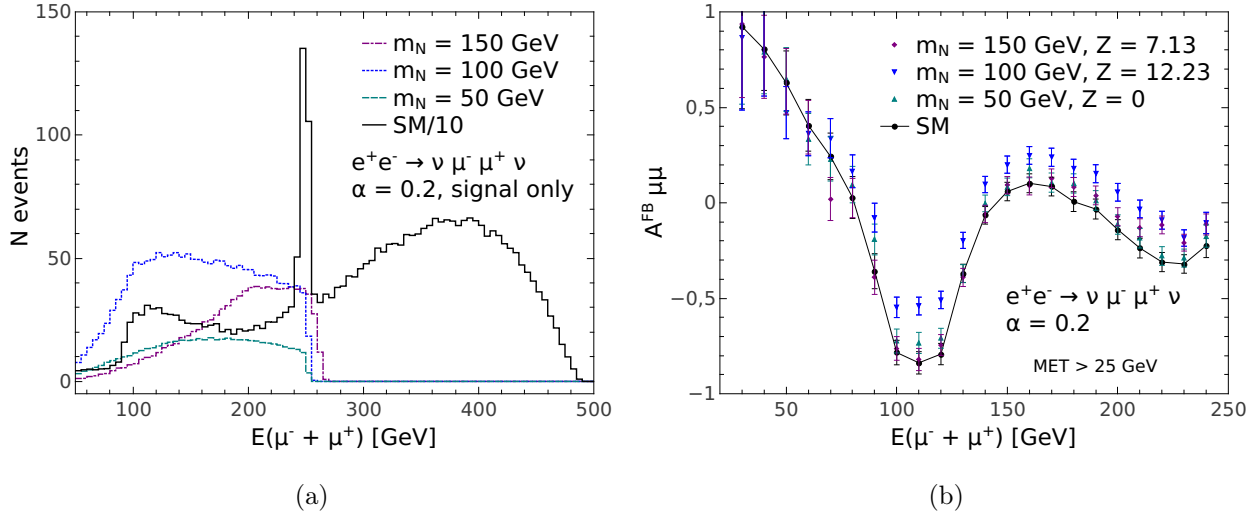 150
100
50
0
N events
m_N = 150 GeV
m_N = 100 GeV
m_N = 50 GeV
SM/10
e⁺e⁻ → ν μ⁻ μ⁺ ν
α = 0.2, signal only
100 200 300 400 500
E(μ⁻ + μ⁺) [GeV]
(a)
1
0,5
0
−0,5
−1
A^FB μμ
m_N = 150 GeV, Z = 7.13
m_N = 100 GeV, Z = 12.23
m_N = 50 GeV, Z = 0
SM
e⁺e⁻ → ν μ⁻ μ⁺ ν
α = 0.2
MET > 25 GeV
50 100 150 200 250
E(μ⁻ + μ⁺) [GeV]
(b)